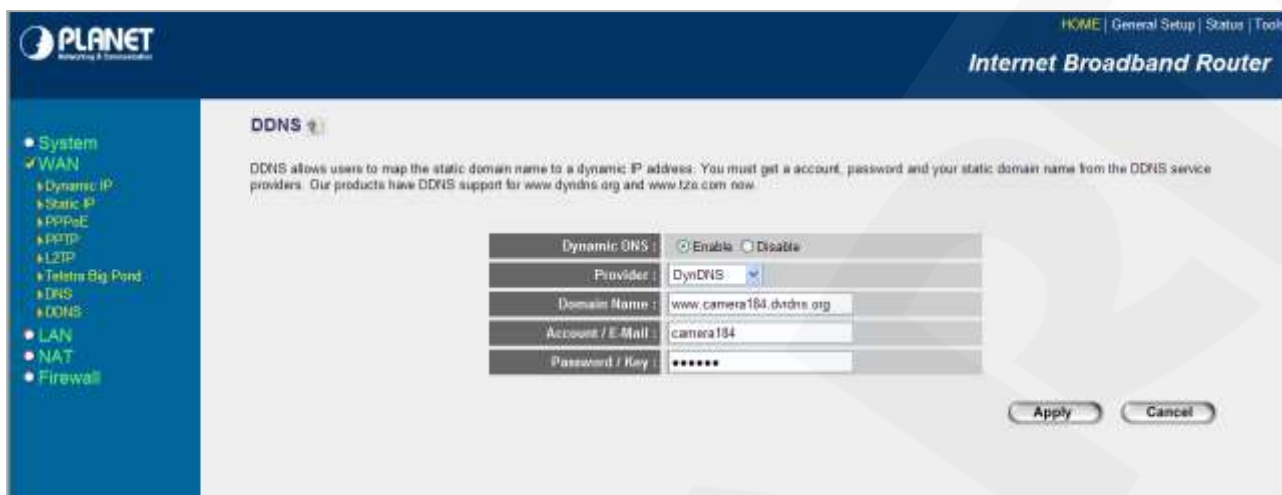 PLANET
Networking & Communication
HOME | General Setup | Status | Tools
Internet Broadband Router
System
WAN
Dynamic IP
Static IP
PPPoE
PPTP
L2TP
Telstra Big Pond
DNS
DDNS
LAN
NAT
Firewall
DDNS
DDNS allows users to map the static domain name to a dynamic IP address. You must get a account, password and your static domain name from the DDNS service
providers. Our products have DDNS support for www.dyndns.org and www.tzo.com now.
Dynamic DNS : Enable Disable
Provider : DynDNS
Domain Name : www.camera184.dvrdns.org
Account / E-Mail : camera184
Password / Key : ●●●●●●
Apply Cancel